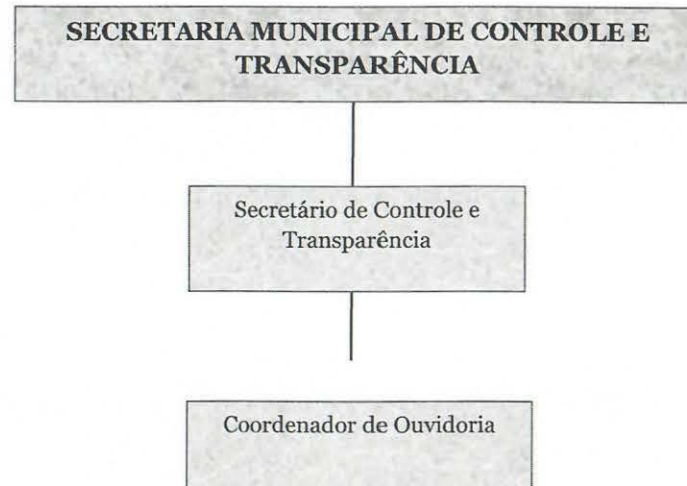 SECRETARIA MUNICIPAL DE CONTROLE E
TRANSPARÊNCIA
Secretário de Controle e
Transparência
Coordenador de Ouvidoria